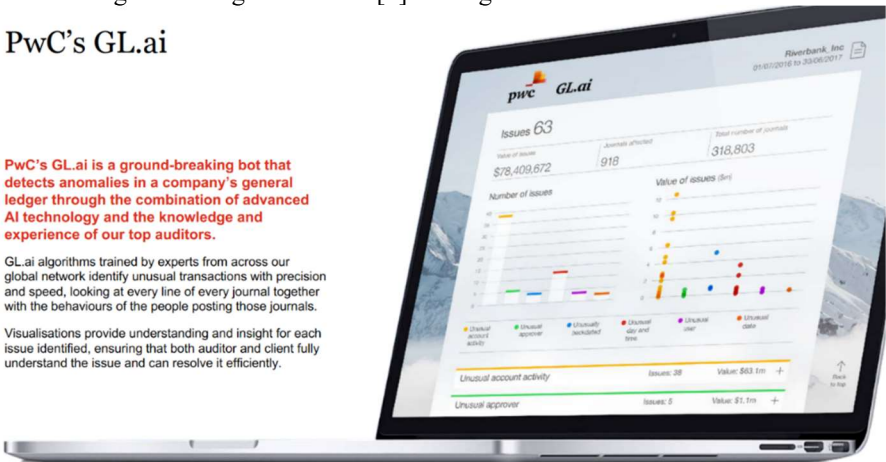 PwC's GL.ai
PwC's GL.ai is a ground-breaking bot that
detects anomalies in a company's general
ledger through the combination of advanced
AI technology and the knowledge and
experience of our top auditors.
GL.ai algorithms trained by experts from across our
global network identify unusual transactions with precision
and speed, looking at every line of every journal together
with the behaviours of the people posting those journals.
Visualisations provide understanding and insight for each
issue identified, ensuring that both auditor and client fully
understand the issue and can resolve it efficiently.
Riverbank, Inc
01/07/2016 to 30/06/2017
pwc GL.ai
Issues 63
Value of issues
$78,409,672
Journals affected
918
Total number of journals
318,803
Number of issues
Value of issues ($m)
Unusual account activity
Unusual approver
Unusually backdated
Unusual day and time
Unusual user
Unusual date
Unusual account activity Issues: 38 Value: $63.1m +
Unusual approver Issues: 5 Value: $1.1m +
Back
to top